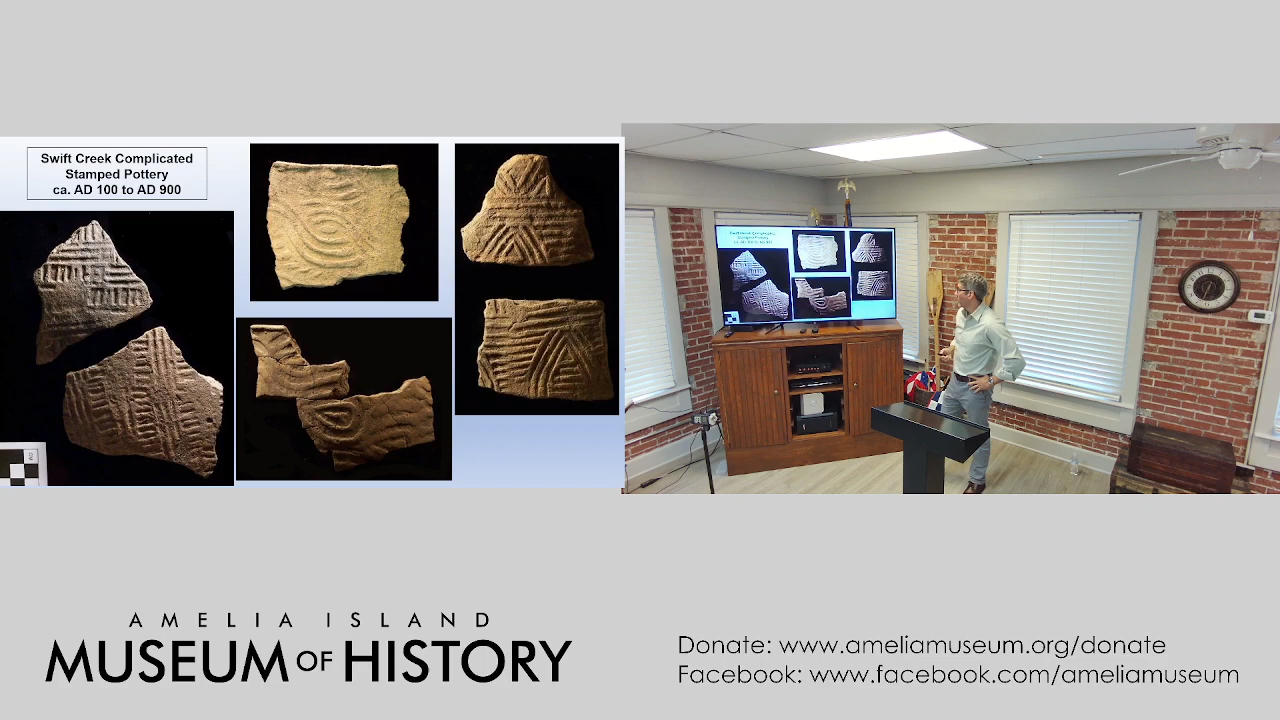 Swift Creek Complicated
Stamped Pottery
ca. AD 100 to AD 900
AMELIA ISLAND
MUSEUM OF HISTORY
Donate: www.ameliamuseum.org/donate
Facebook: www.facebook.com/ameliamuseum